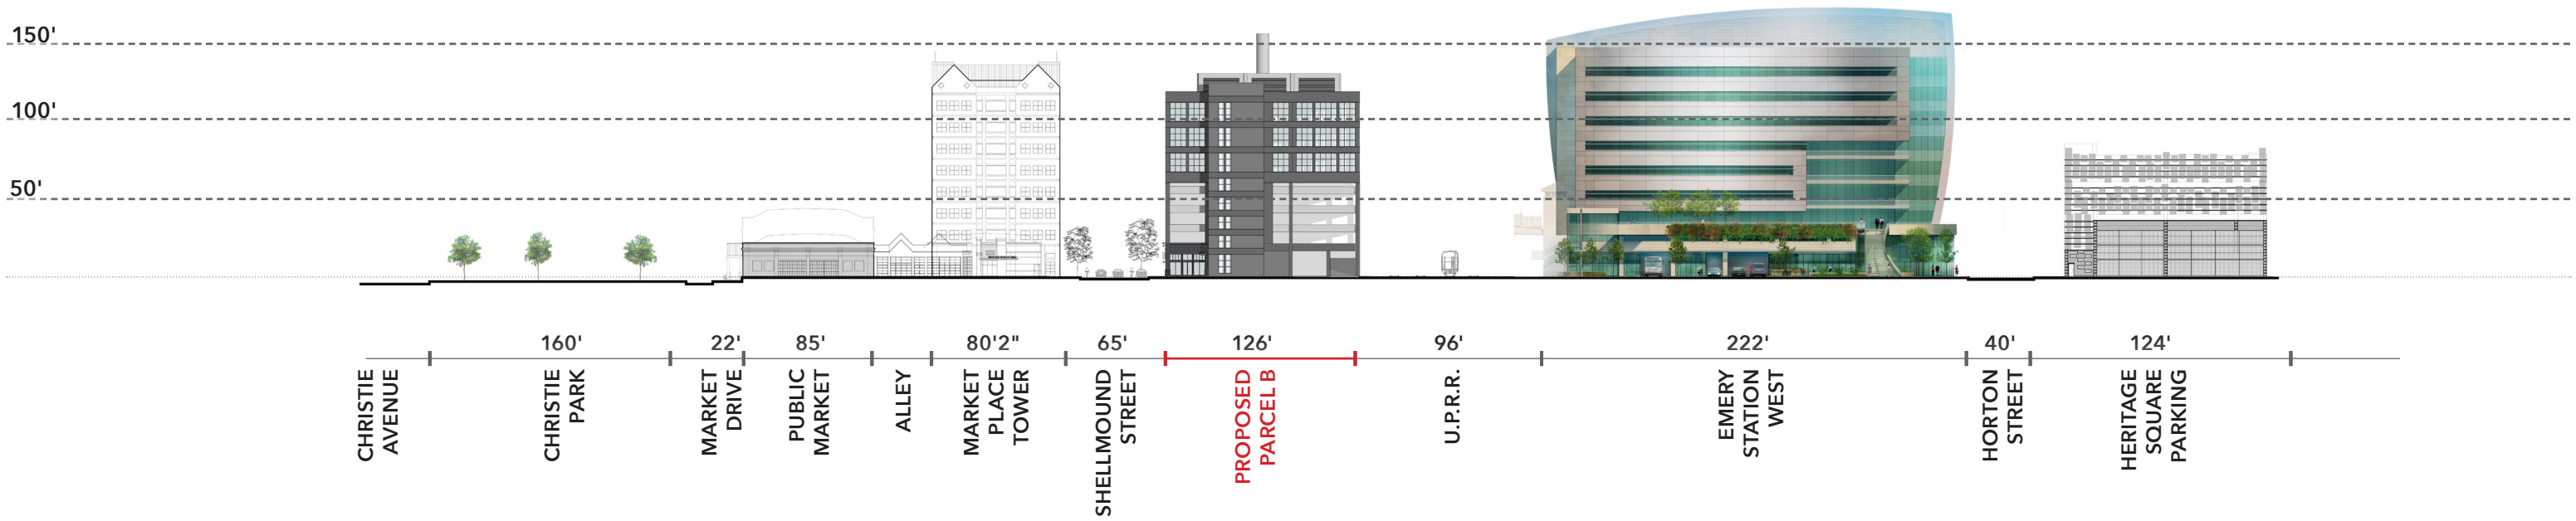 150'
100'
50'
160'
22'
85'
80'2"
65'
126'
96'
222'
40'
124'
CHRISTIE
AVENUE
CHRISTIE
PARK
MARKET
DRIVE
PUBLIC
MARKET
ALLEY
MARKET
PLACE
TOWER
SHELLMOUND
STREET
PROPOSED
PARCEL B
U.P.R.R.
EMERY
STATION
WEST
HORTON
STREET
HERITAGE
SQUARE
PARKING